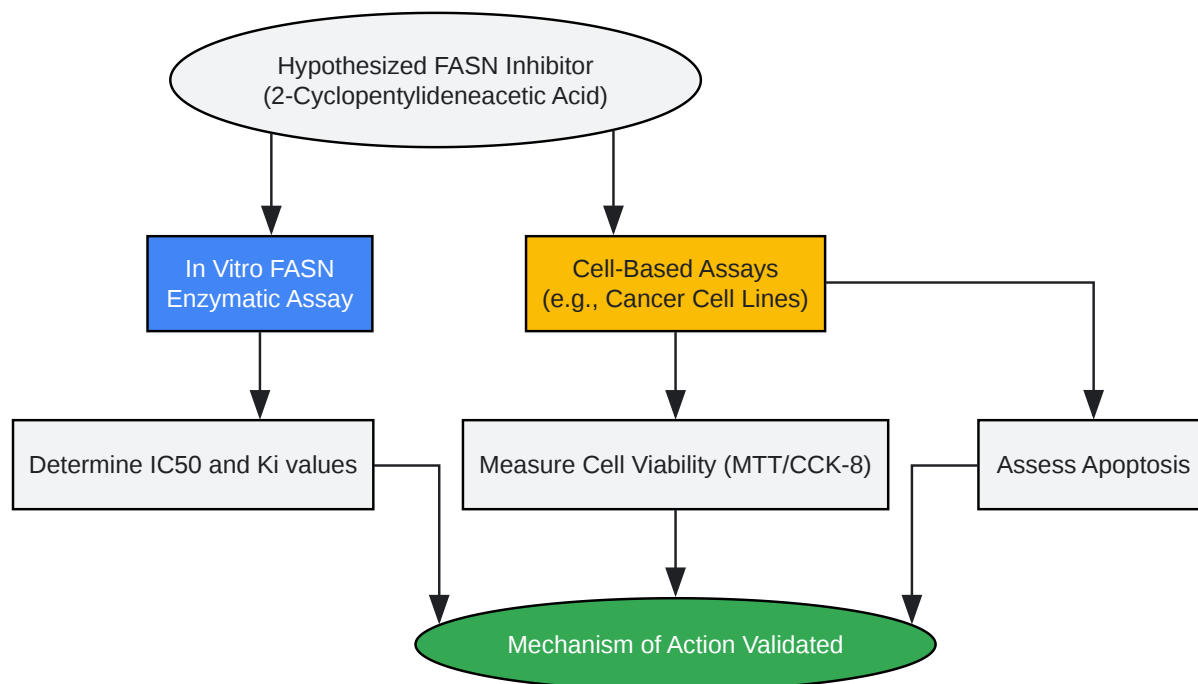 Hypothesized FASN Inhibitor
(2-Cyclopentylideneacetic Acid)
In Vitro FASN
Enzymatic Assay
Cell-Based Assays
(e.g., Cancer Cell Lines)
Determine IC50 and Ki values
Measure Cell Viability (MTT/CCK-8)
Assess Apoptosis
Mechanism of Action Validated